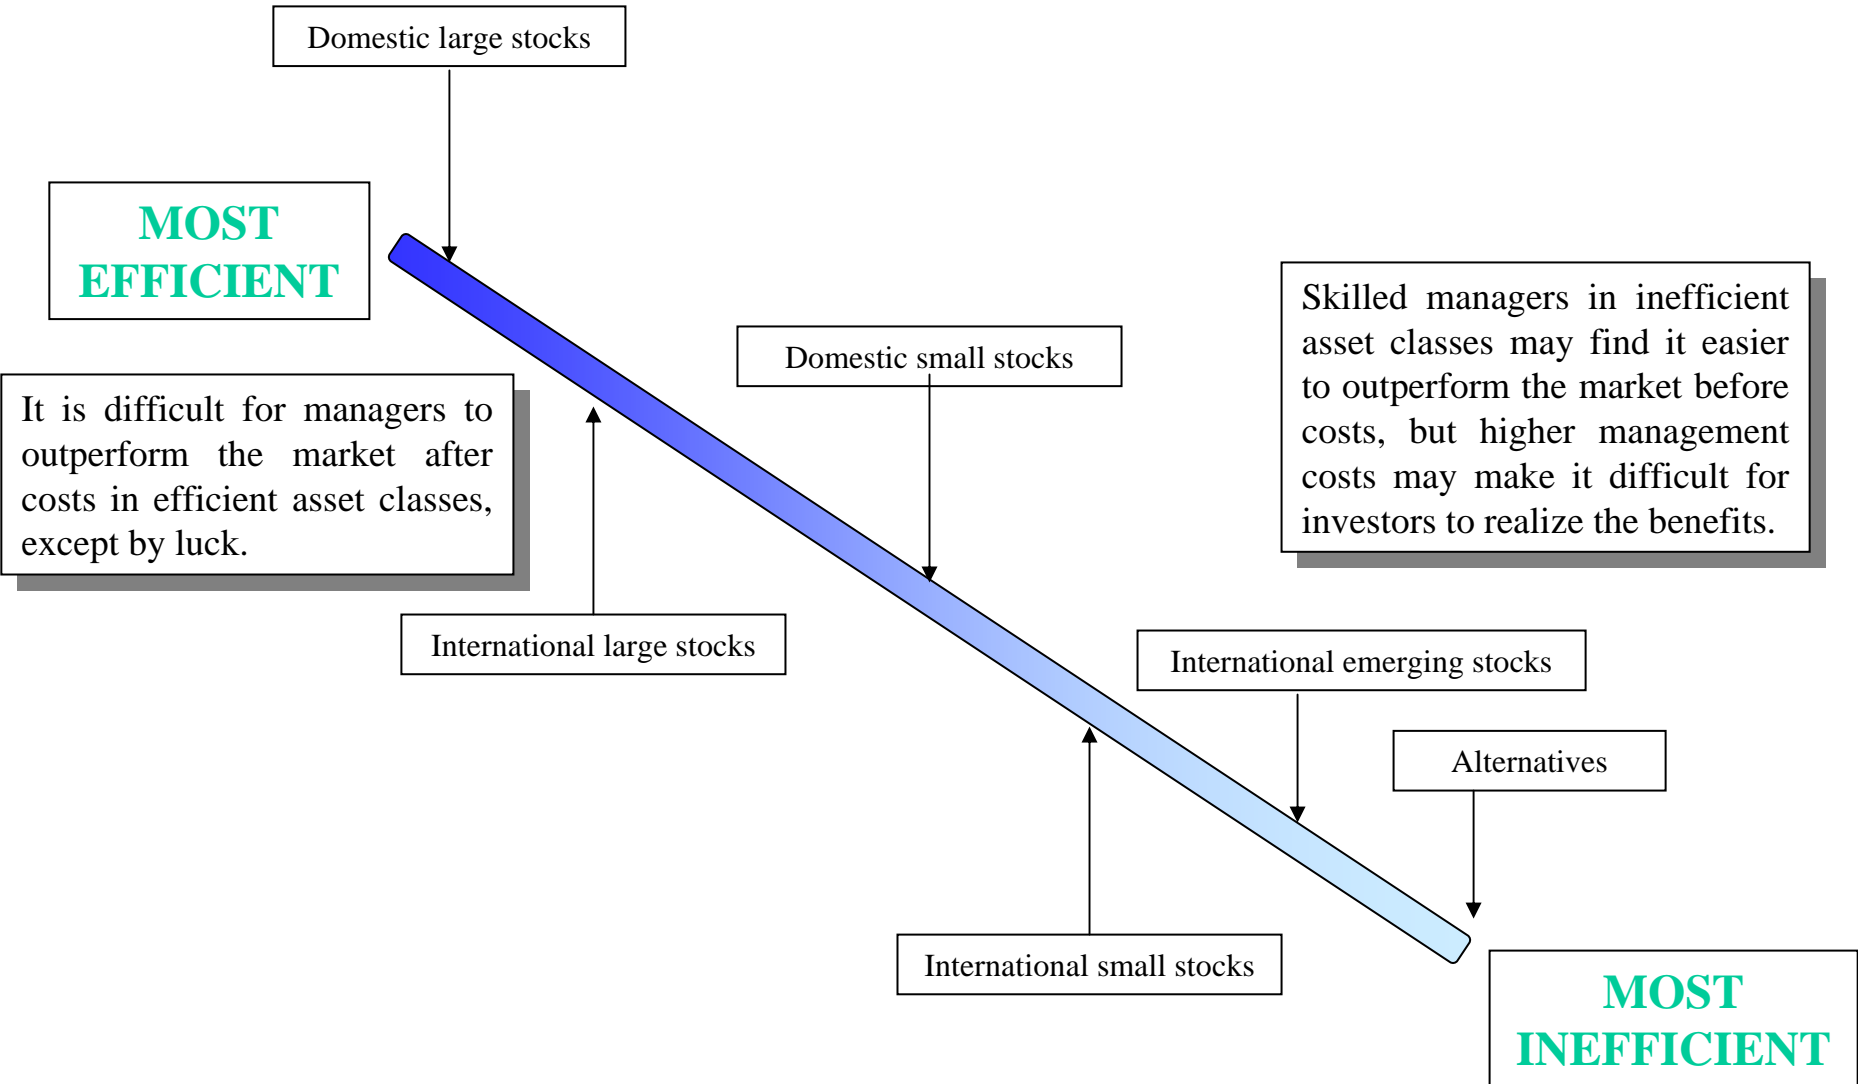 Domestic large stocks
MOST
EFFICIENT
It is difficult for managers to
outperform the market after
costs in efficient asset classes,
except by luck.
Domestic small stocks
Skilled managers in inefficient
asset classes may find it easier
to outperform the market before
costs, but higher management
costs may make it difficult for
investors to realize the benefits.
International large stocks
International emerging stocks
Alternatives
International small stocks
MOST
INEFFICIENT